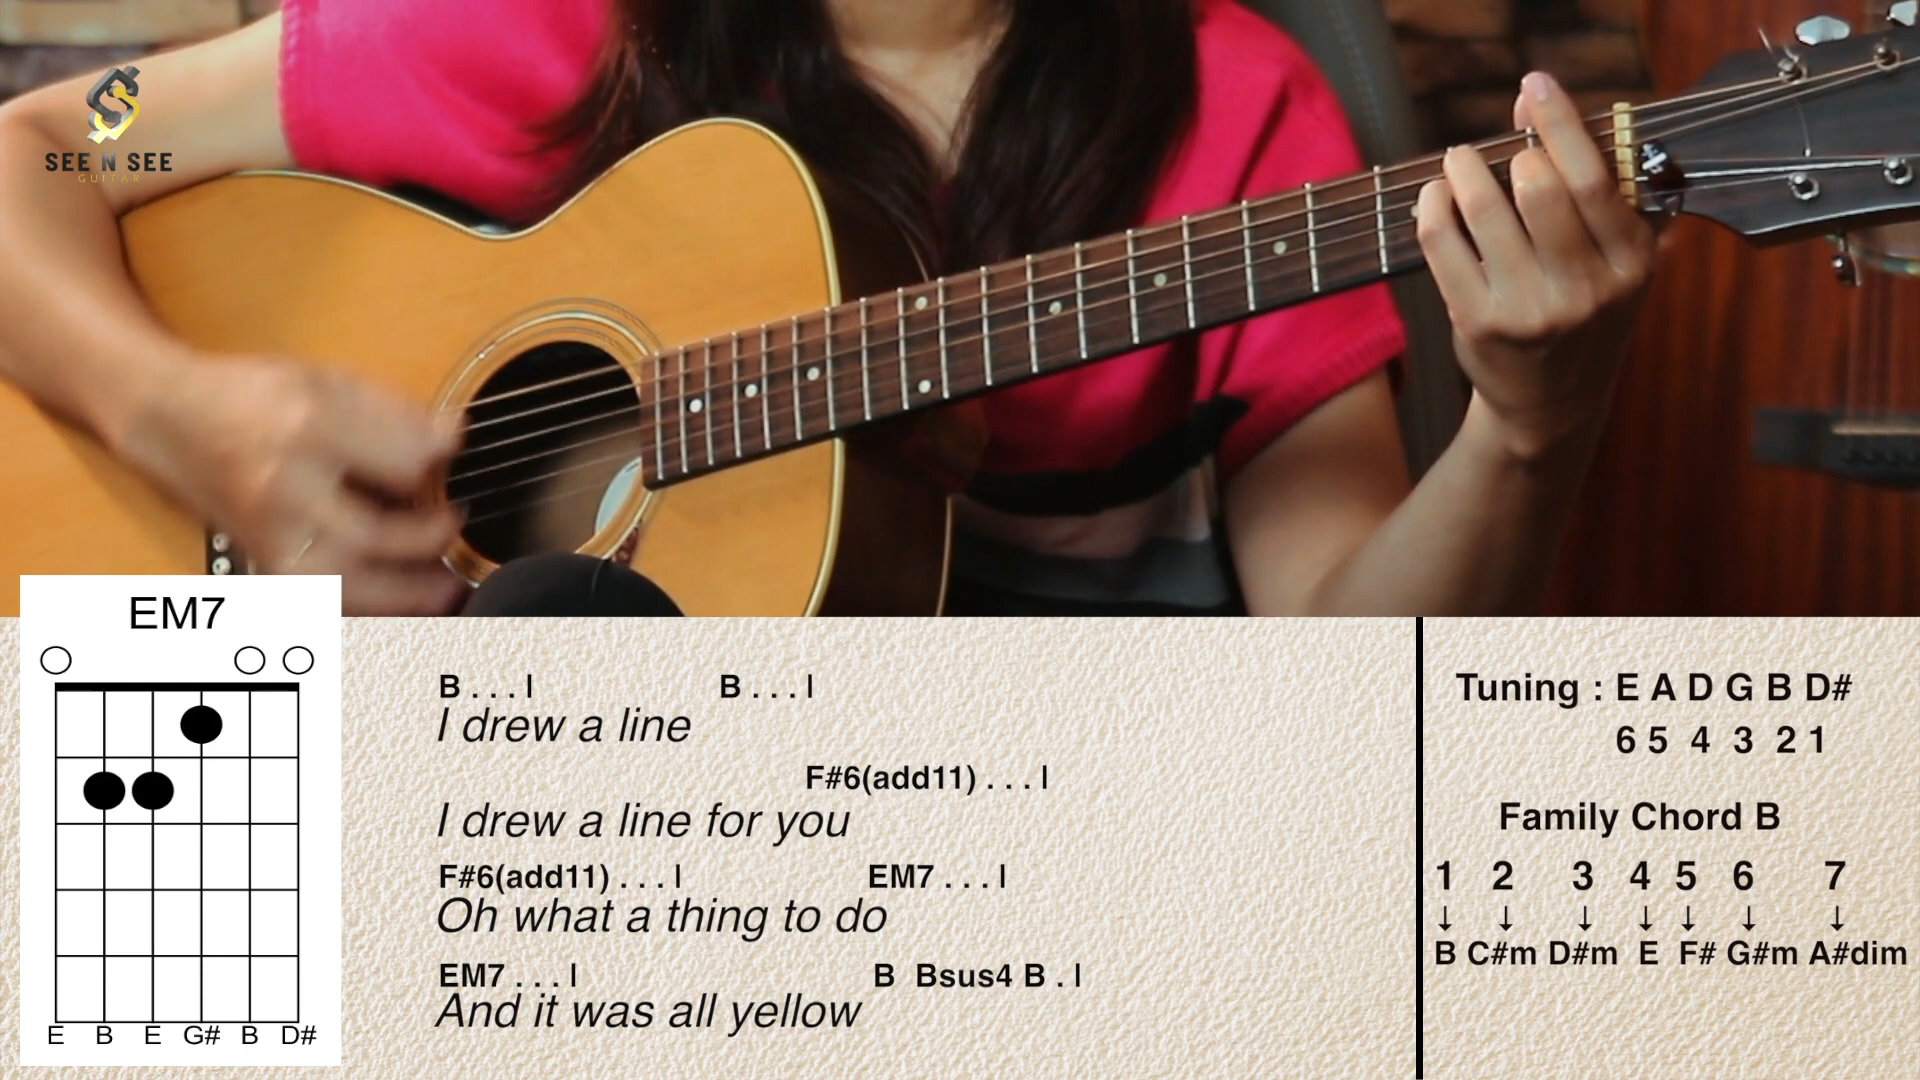 SEE N SEE
GUITAR
EM7
E B E G# B D#
B . . . I B . . . I
I drew a line
F#6(add11) . . . I
I drew a line for you
F#6(add11) . . . I EM7 . . . I
Oh what a thing to do
EM7 . . . I B Bsus4 B . I
And it was all yellow
Tuning : E A D G B D#
6 5 4 3 2 1
Family Chord B
1 2 3 4 5 6 7
↓ ↓ ↓ ↓ ↓ ↓ ↓
B C#m D#m E F# G#m A#dim